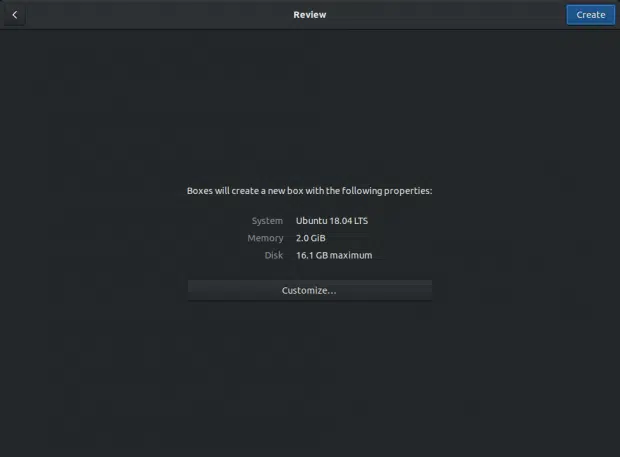 Review
Create
Boxes will create a new box with the following properties:
System Ubuntu 18.04 LTS
Memory 2.0 GiB
Disk 16.1 GB maximum
Customize…